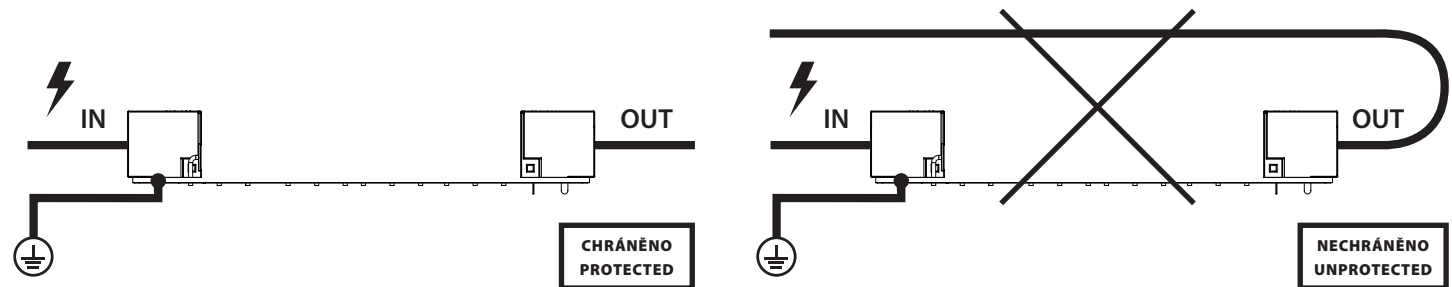 IN
OUT
CHRÁNĚNO
PROTECTED
IN
OUT
NECHRÁNĚNO
UNPROTECTED